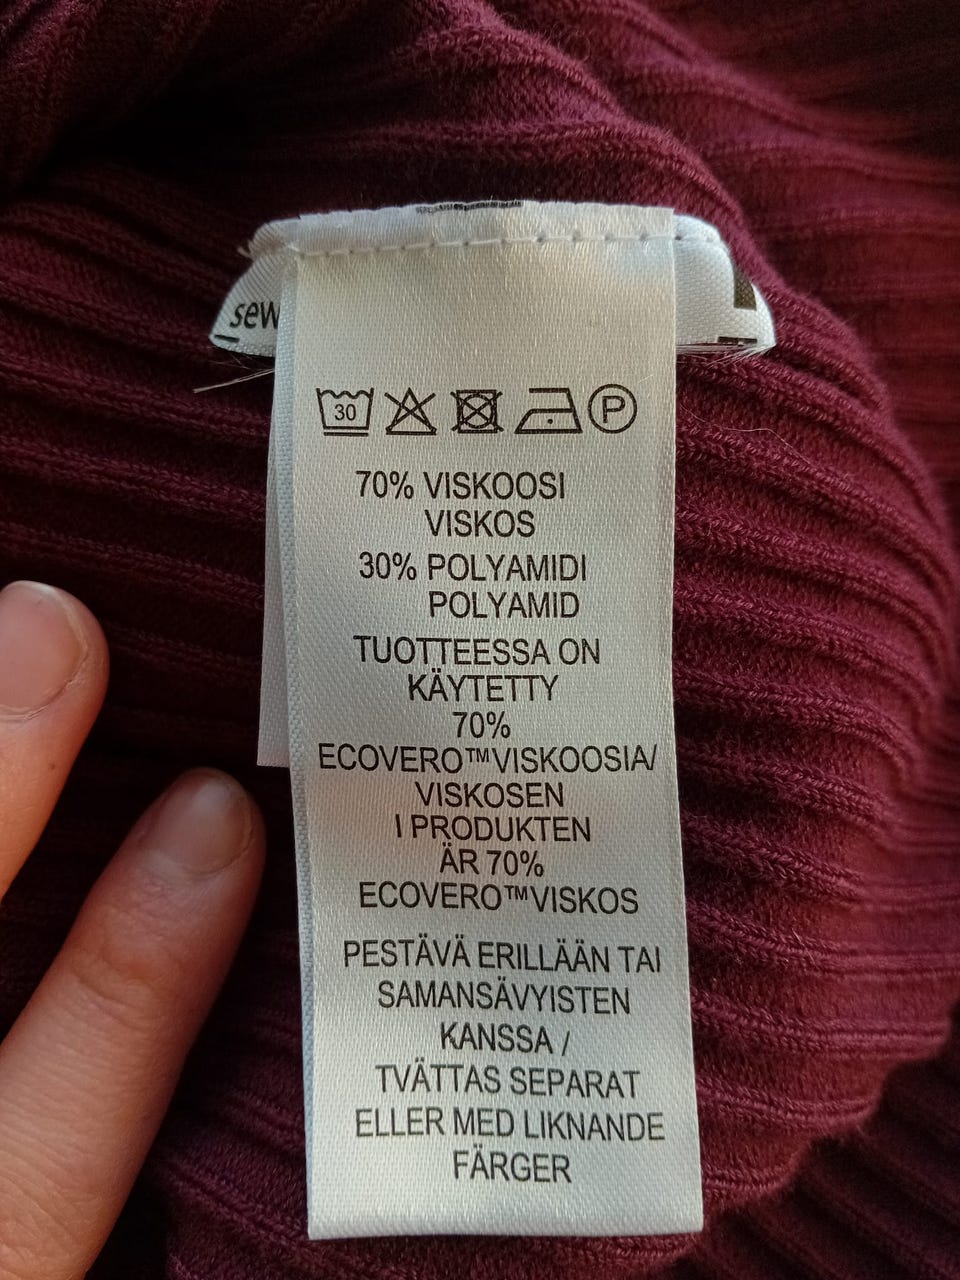 sew
30
P
70% VISKOOSI
VISKOS
30% POLYAMIDI
POLYAMID
TUOTTEESSA ON
KÄYTETTY
70%
ECOVERO™VISKOOSIA/
VISKOSEN
I PRODUKTEN
ÄR 70%
ECOVERO™VISKOS
PESTÄVÄ ERILLÄÄN TAI
SAMANSÄVYISTEN
KANSSA /
TVÄTTAS SEPARAT
ELLER MED LIKNANDE
FÄRGER